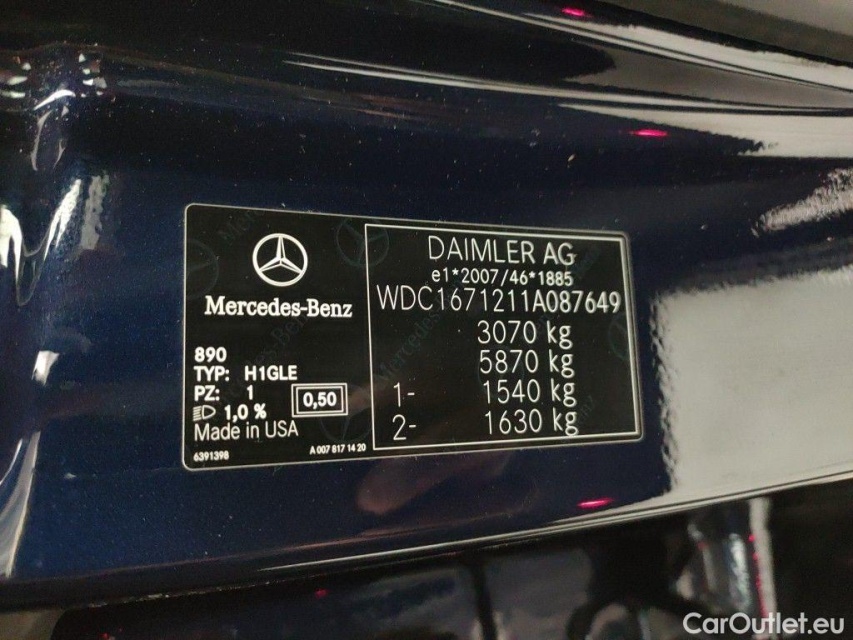 Mercedes-Benz
890
TYP: H1GLE
PZ: 1
1,0 %
0,50
Made in USA
6391398
A 007 817 14 20
DAIMLER AG
e1*2007/46*1885
WDC1671211A087649
3070 kg
5870 kg
1- 1540 kg
2- 1630 kg
CarOutlet.eu